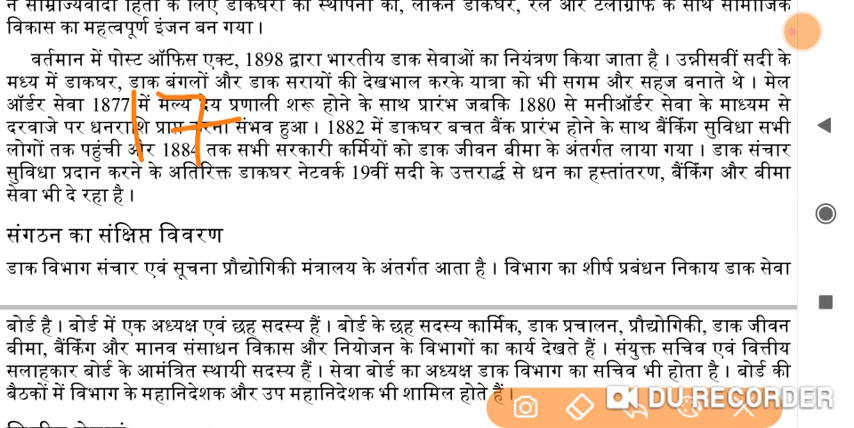 न साम्राज्यवादी हितों के लिए डाकघरों की स्थापना की, लेकिन डाकघर, रेल और टेलीग्राफ के साथ सामाजिक
विकास का महत्वपूर्ण इंजन बन गया।
वर्तमान में पोस्ट ऑफिस एक्ट, 1898 द्वारा भारतीय डाक सेवाओं का नियंत्रण किया जाता है। उन्नीसवीं सदी के
मध्य में डाकघर, डाक बंगलों और डाक सरायों की देखभाल करके यात्रा को भी सगम और सहज बनाते थे। मेल
ऑर्डर सेवा 1877 में मूल्य देय प्रणाली शरू होने के साथ प्रारंभ जबकि 1880 से मनीऑर्डर सेवा के माध्यम से
दरवाजे पर धनराशि प्राप्त करना संभव हुआ। 1882 में डाकघर बचत बैंक प्रारंभ होने के साथ बैंकिंग सुविधा सभी
लोगों तक पहुंची और 1884 तक सभी सरकारी कर्मियों को डाक जीवन बीमा के अंतर्गत लाया गया। डाक संचार
सुविधा प्रदान करने के अतिरिक्त डाकघर नेटवर्क 19वीं सदी के उत्तरार्द्ध से धन का हस्तांतरण, बैंकिंग और बीमा
सेवा भी दे रहा है।
17
संगठन का संक्षिप्त विवरण
डाक विभाग संचार एवं सूचना प्रौद्योगिकी मंत्रालय के अंतर्गत आता है। विभाग का शीर्ष प्रबंधन निकाय डाक सेवा
बोर्ड है। बोर्ड में एक अध्यक्ष एवं छह सदस्य हैं। बोर्ड के छह सदस्य कार्मिक, डाक प्रचालन, प्रौद्योगिकी, डाक जीवन
बीमा, बैंकिंग और मानव संसाधन विकास और नियोजन के विभागों का कार्य देखते हैं। संयुक्त सचिव एवं वित्तीय
सलाहकार बोर्ड के आमंत्रित स्थायी सदस्य हैं। सेवा बोर्ड का अध्यक्ष डाक विभाग का सचिव भी होता है। बोर्ड की
बैठकों में विभाग के महानिदेशक और उप महानिदेशक भी शामिल होते हैं।
DU RECORDER